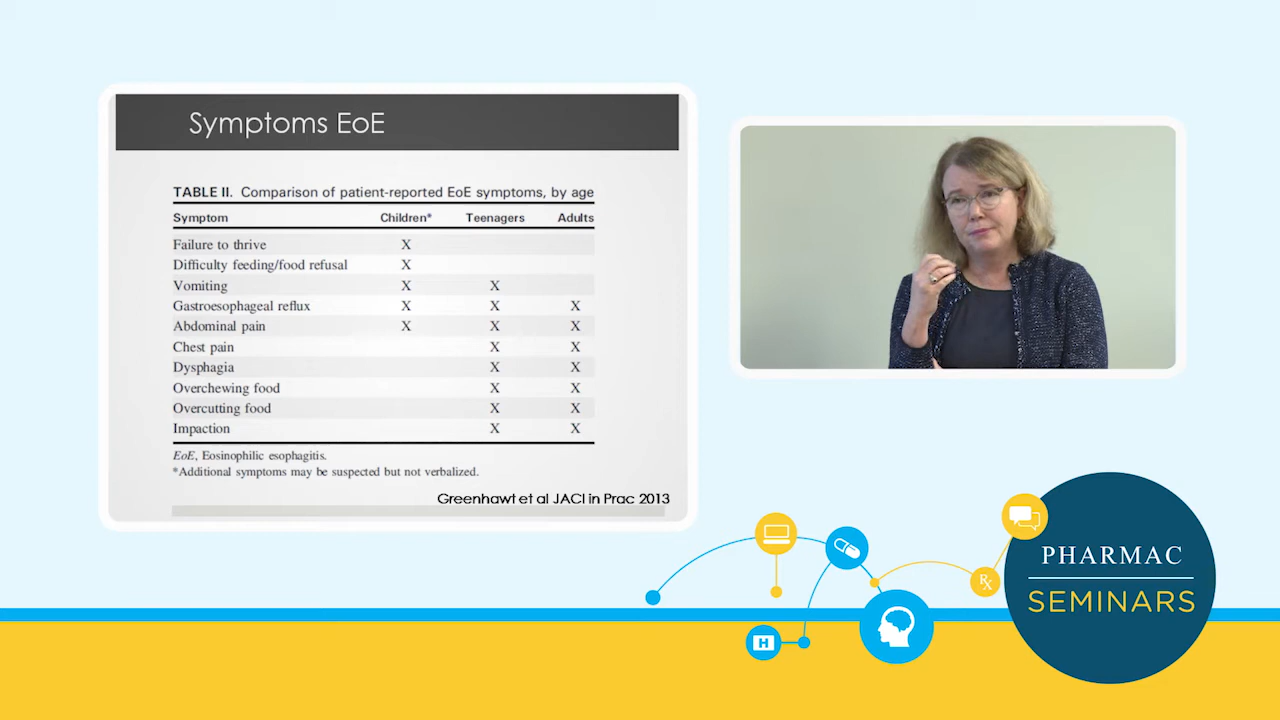 Symptoms EoE
TABLE II. Comparison of patient-reported EoE symptoms, by age
Symptom Children* Teenagers Adults
Failure to thrive X
Difficulty feeding/food refusal X
Vomiting X X
Gastroesophageal reflux X X X
Abdominal pain X X X
Chest pain X X
Dysphagia X X
Overchewing food X X
Overcutting food X X
Impaction X X
EoE, Eosinophilic esophagitis.
*Additional symptoms may be suspected but not verbalized.
Greenhawt et al JACI in Prac 2013
PHARMAC
SEMINARS
Rx
H